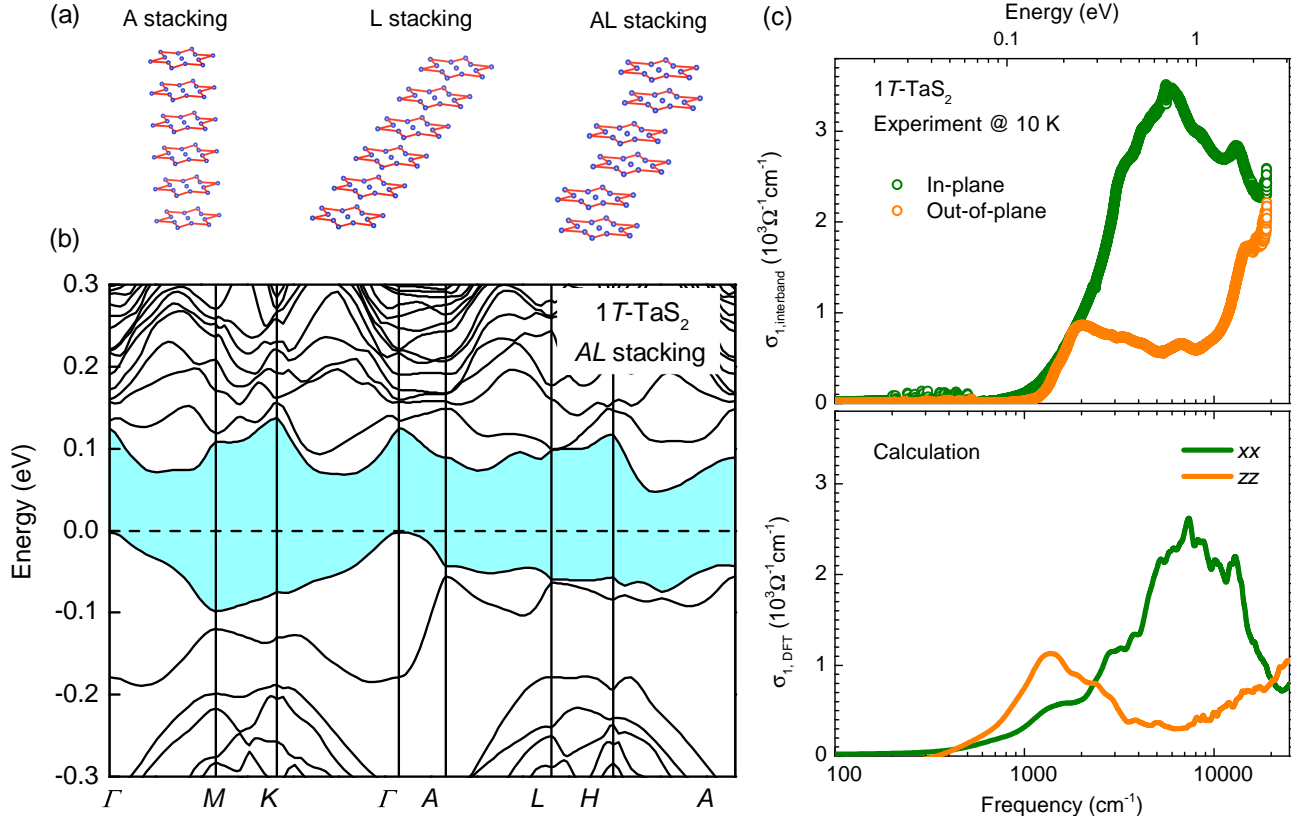 (a)
A stacking
L stacking
AL stacking
(b)
0.3
0.2
0.1
0.0
-0.1
-0.2
-0.3
Energy (eV)
1T-TaS2
AL stacking
Γ
M
K
Γ
A
L
H
A
(c)
Energy (eV)
0.1
1
3
2
1
0
σ1,interband (10³Ω⁻¹cm⁻¹)
1T-TaS2
Experiment @ 10 K
In-plane
Out-of-plane
3
2
1
0
σ1, DFT (10³Ω⁻¹cm⁻¹)
Calculation
xx
zz
100
1000
10000
Frequency (cm⁻¹)